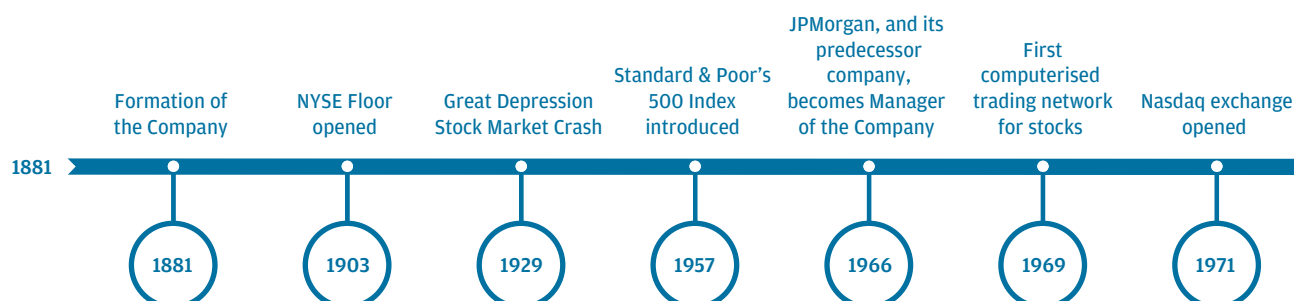 1881
Formation of
the Company
1881
NYSE Floor
opened
1903
Great Depression
Stock Market Crash
1929
Standard & Poor’s
500 Index
introduced
1957
JPMorgan, and its
predecessor
company,
becomes Manager
of the Company
1966
First
computerised
trading network
for stocks
1969
Nasdaq exchange
opened
1971